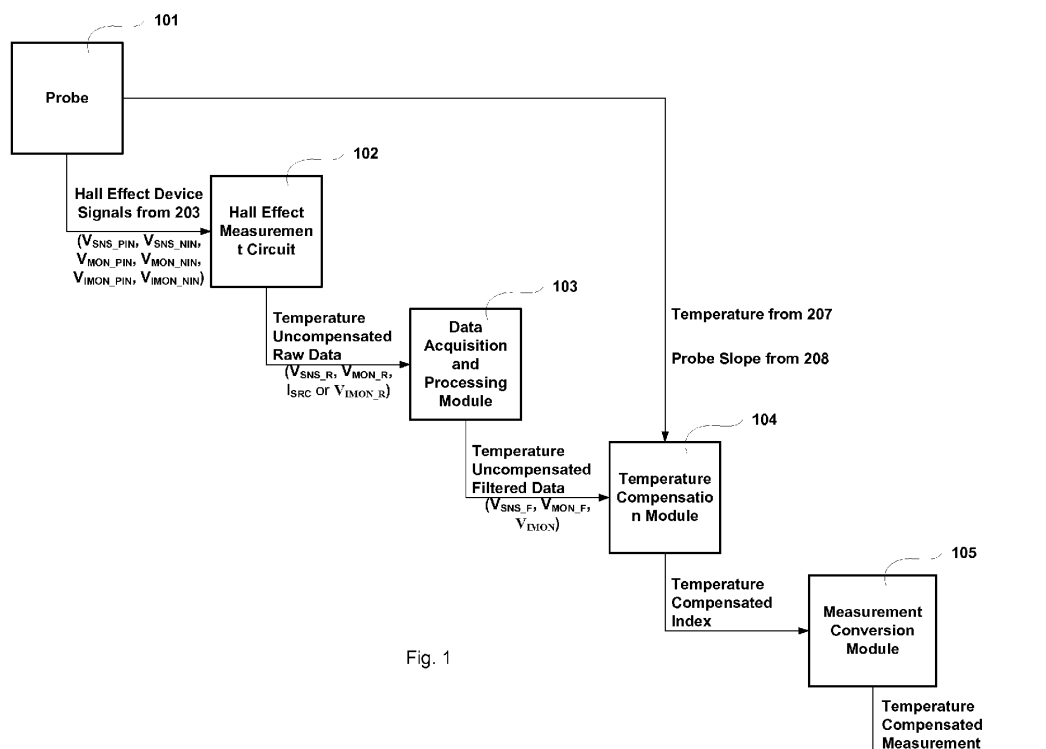 101
Probe
102
Hall Effect Device
Signals from 203
(VSNS_PIN, VSNS_NIN,
VMON_PIN, VMON_NIN,
VIMON_PIN, VIMON_NIN)
Hall Effect
Measuremen
t Circuit
103
Temperature
Uncompensated
Raw Data
(VSNS_R, VMON_R,
ISRC or VIMON_R)
Data
Acquisition
and
Processing
Module
Temperature from 207
Probe Slope from 208
104
Temperature
Uncompensated
Filtered Data
(VSNS_F, VMON_F,
VIMON)
Temperature
Compensatio
n Module
105
Temperature
Compensated
Index
Measurement
Conversion
Module
Fig. 1
Temperature
Compensated
Measurement